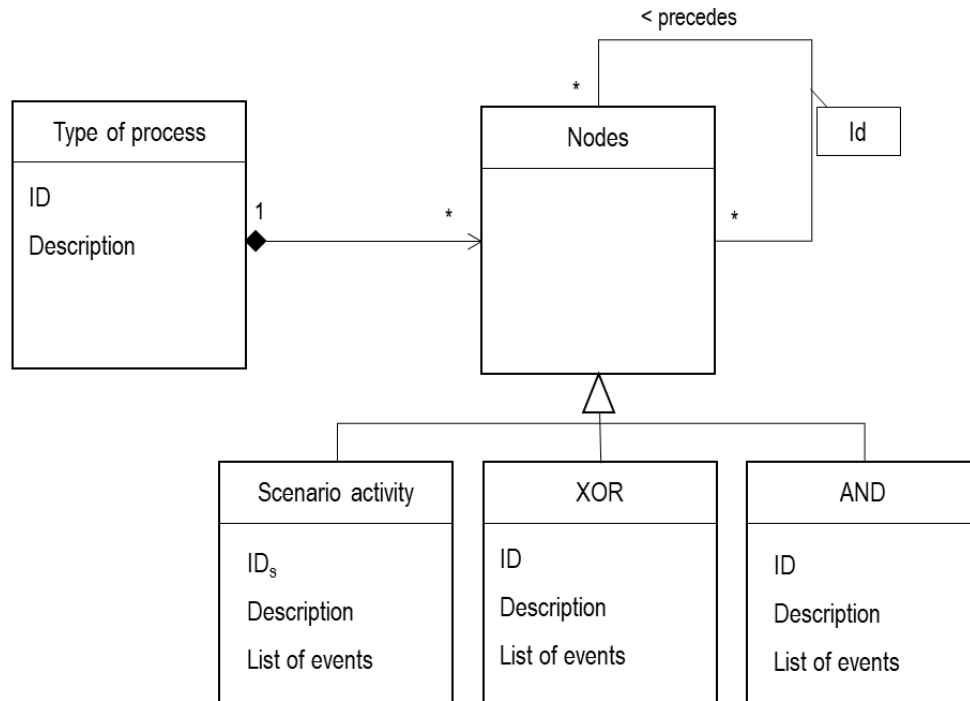 < precedes
*
Type of process
Nodes
Id
ID
1
*
*
Description
Scenario activity
XOR
AND
IDs
ID
ID
Description
Description
Description
List of events
List of events
List of events